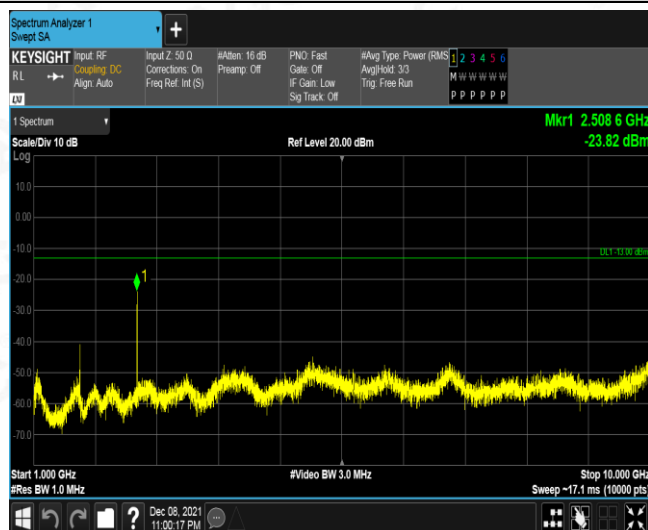 Spectrum Analyzer 1
Swept SA
KEYSIGHT
RL
LXI
Input: RF
Coupling: DC
Align: Auto
Input Z: 50 Ω
Corrections: On
Freq Ref: Int (S)
#Atten: 16 dB
Preamp: Off
PNO: Fast
Gate: Off
IF Gain: Low
Sig Track: Off
#Avg Type: Power (RMS
Avg|Hold: 3/3
Trig: Free Run
1 2 3 4 5 6
M W W W W W
P P P P P P
1 Spectrum
Scale/Div 10 dB
Ref Level 20.00 dBm
Mkr1 2.508 6 GHz
-23.82 dBm
Log
10.0
0.00
-10.0
DL1 -13.00 dBm
1
-20.0
-30.0
-40.0
-50.0
-60.0
-70.0
Start 1.000 GHz
#Video BW 3.0 MHz
Stop 10.000 GHz
#Res BW 1.0 MHz
Sweep ~17.1 ms (10000 pts)
?
Dec 08, 2021
11:00:17 PM